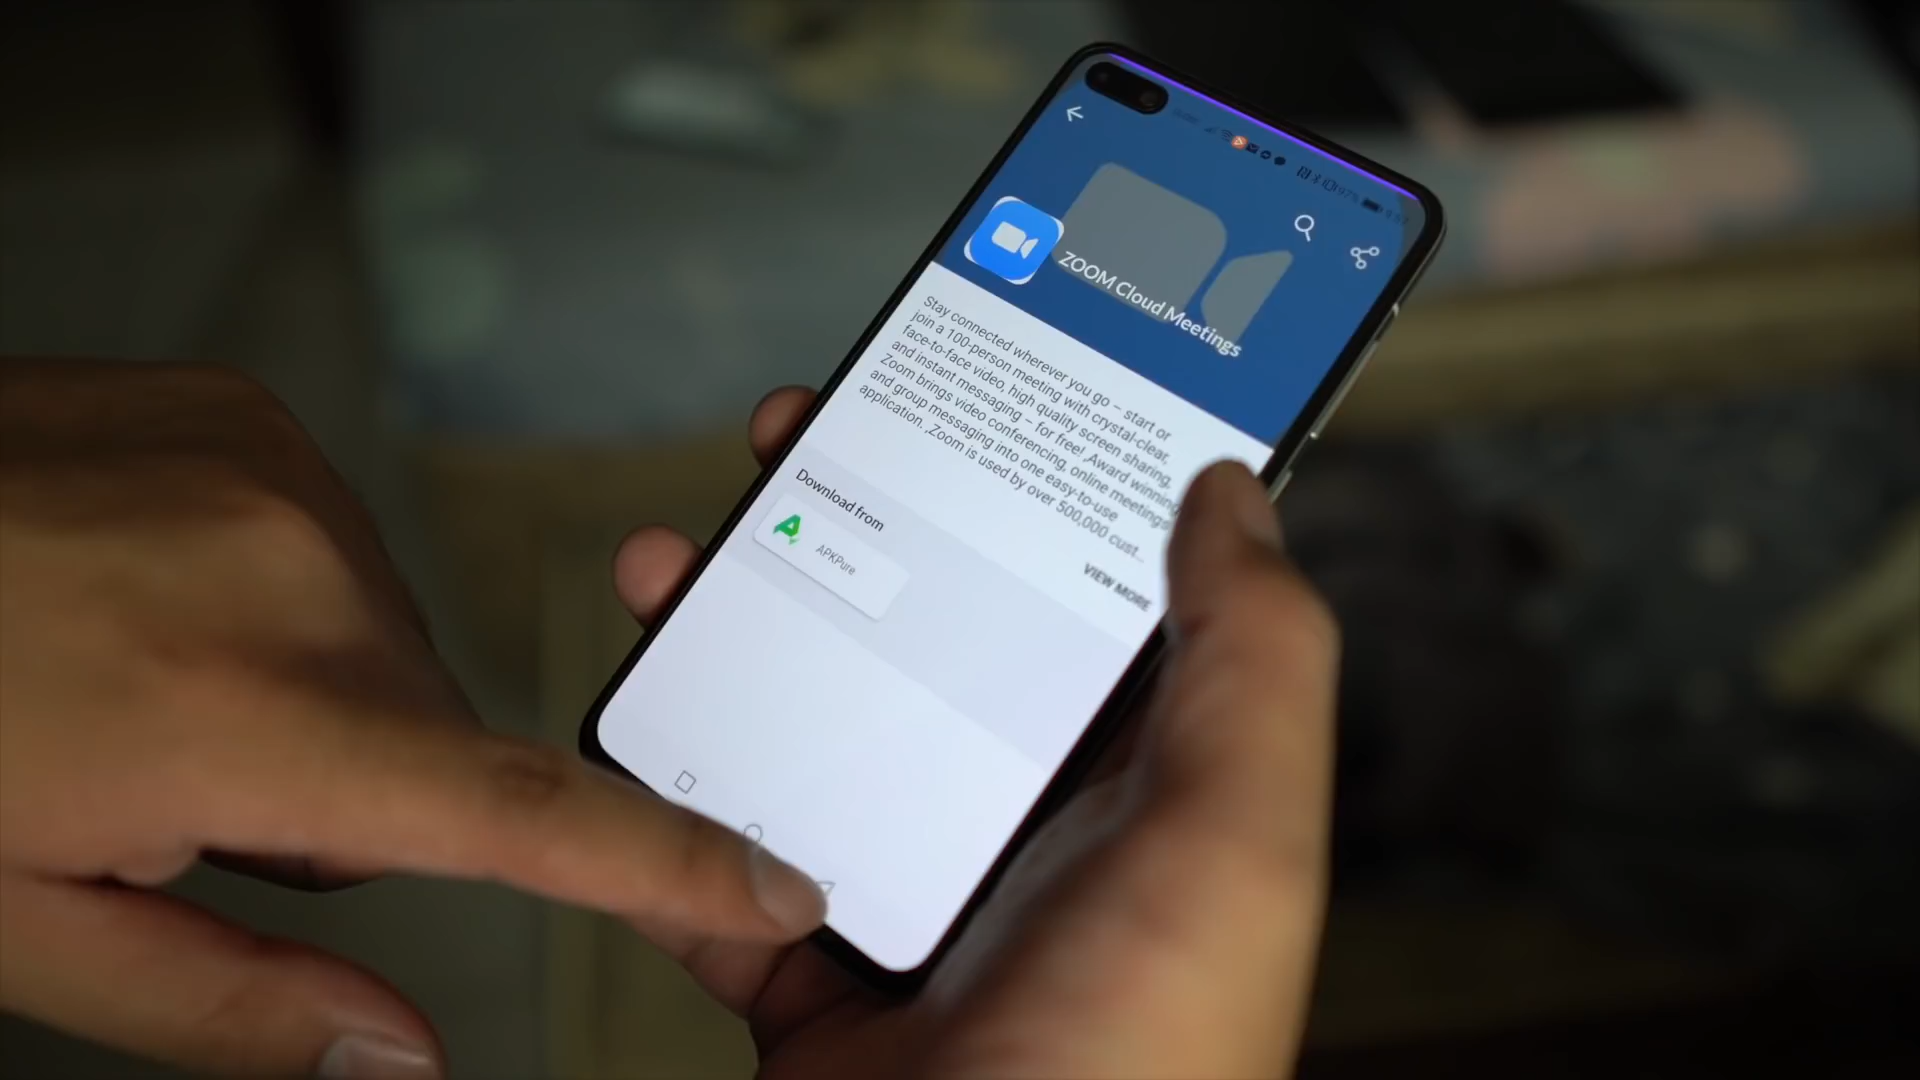 97%
ZOOM Cloud Meetings
Stay connected wherever you go – start or
join a 100-person meeting with crystal-clear,
face-to-face video, high quality screen sharing,
and instant messaging – for free! ,Award winning
Zoom brings video conferencing, online meetings
and group messaging into one easy-to-use
application. ,Zoom is used by over 500,000 cust...
VIEW MORE
Download from
APKPure